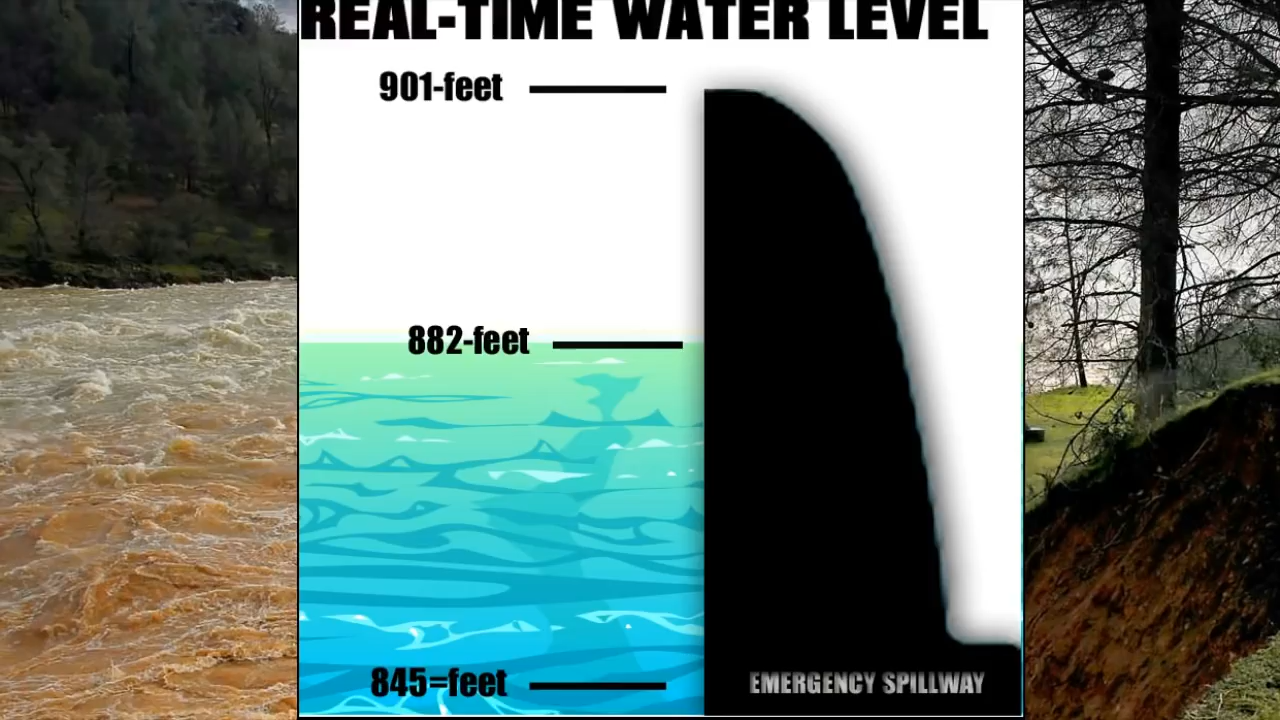 REAL-TIME WATER LEVEL
901-feet
882-feet
845=feet
EMERGENCY SPILLWAY